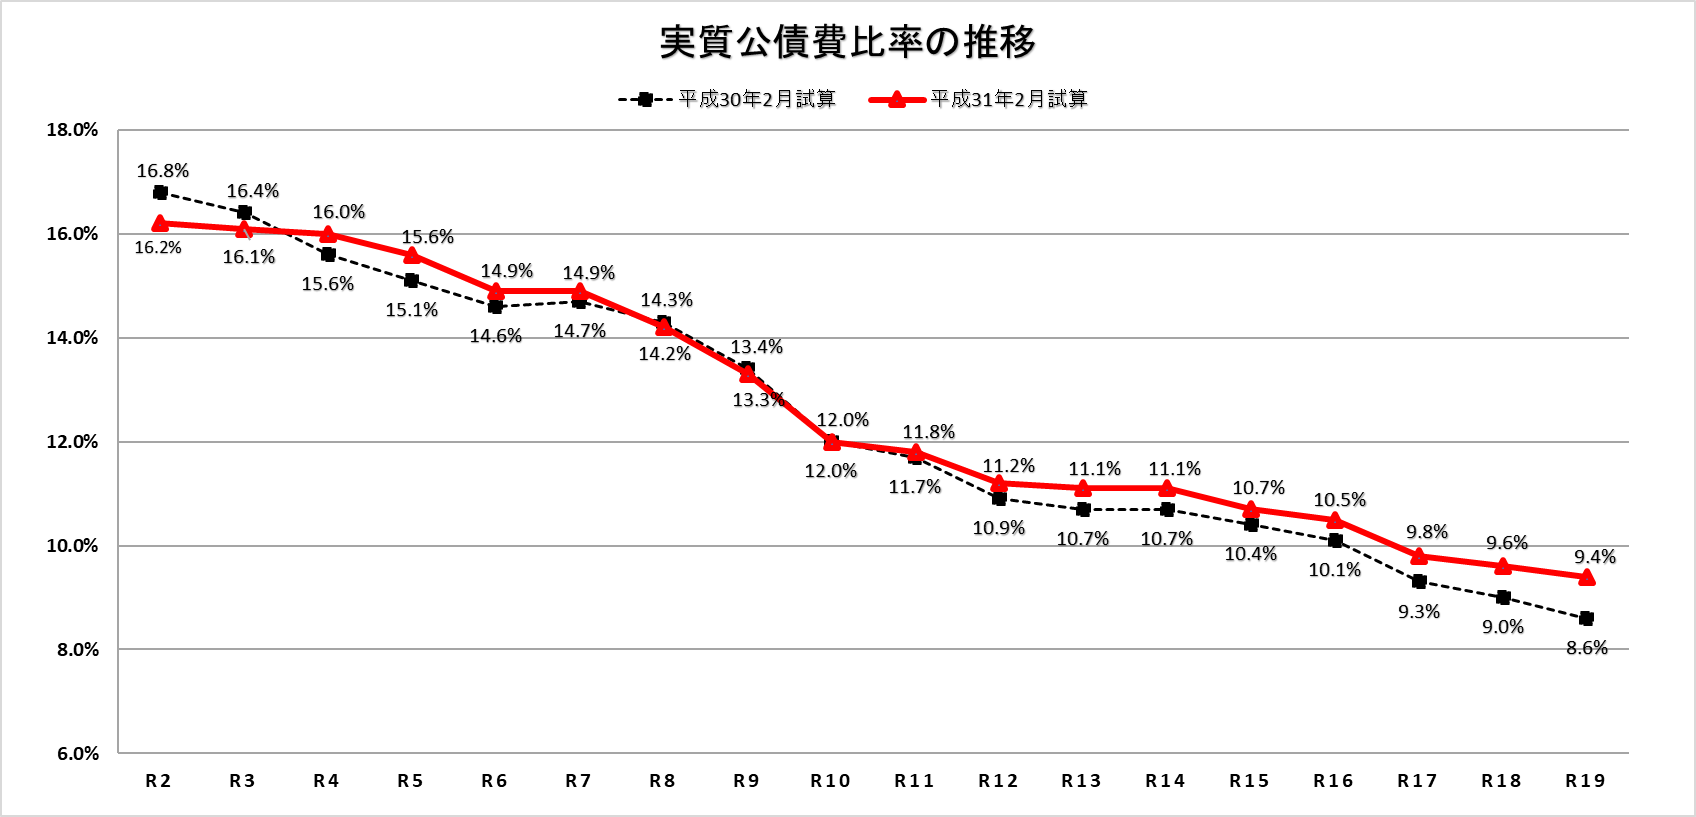 実質公債費比率の推移
平成30年2月試算 平成31年2月試算
18.0%
16.8% 16.4% 16.0% 15.6% 14.9% 14.9% 14.3% 13.4% 12.0% 11.8% 11.2% 11.1% 11.1% 10.7% 10.5% 9.8% 9.6% 9.4%
16.0%
16.2% 16.1% 15.6% 15.1% 14.6% 14.7% 14.2% 13.3% 12.0% 11.7% 10.9% 10.7% 10.7% 10.4% 10.1% 9.3% 9.0% 8.6%
14.0%
12.0%
10.0%
8.0%
6.0%
R2 R3 R4 R5 R6 R7 R8 R9 R10 R11 R12 R13 R14 R15 R16 R17 R18 R19